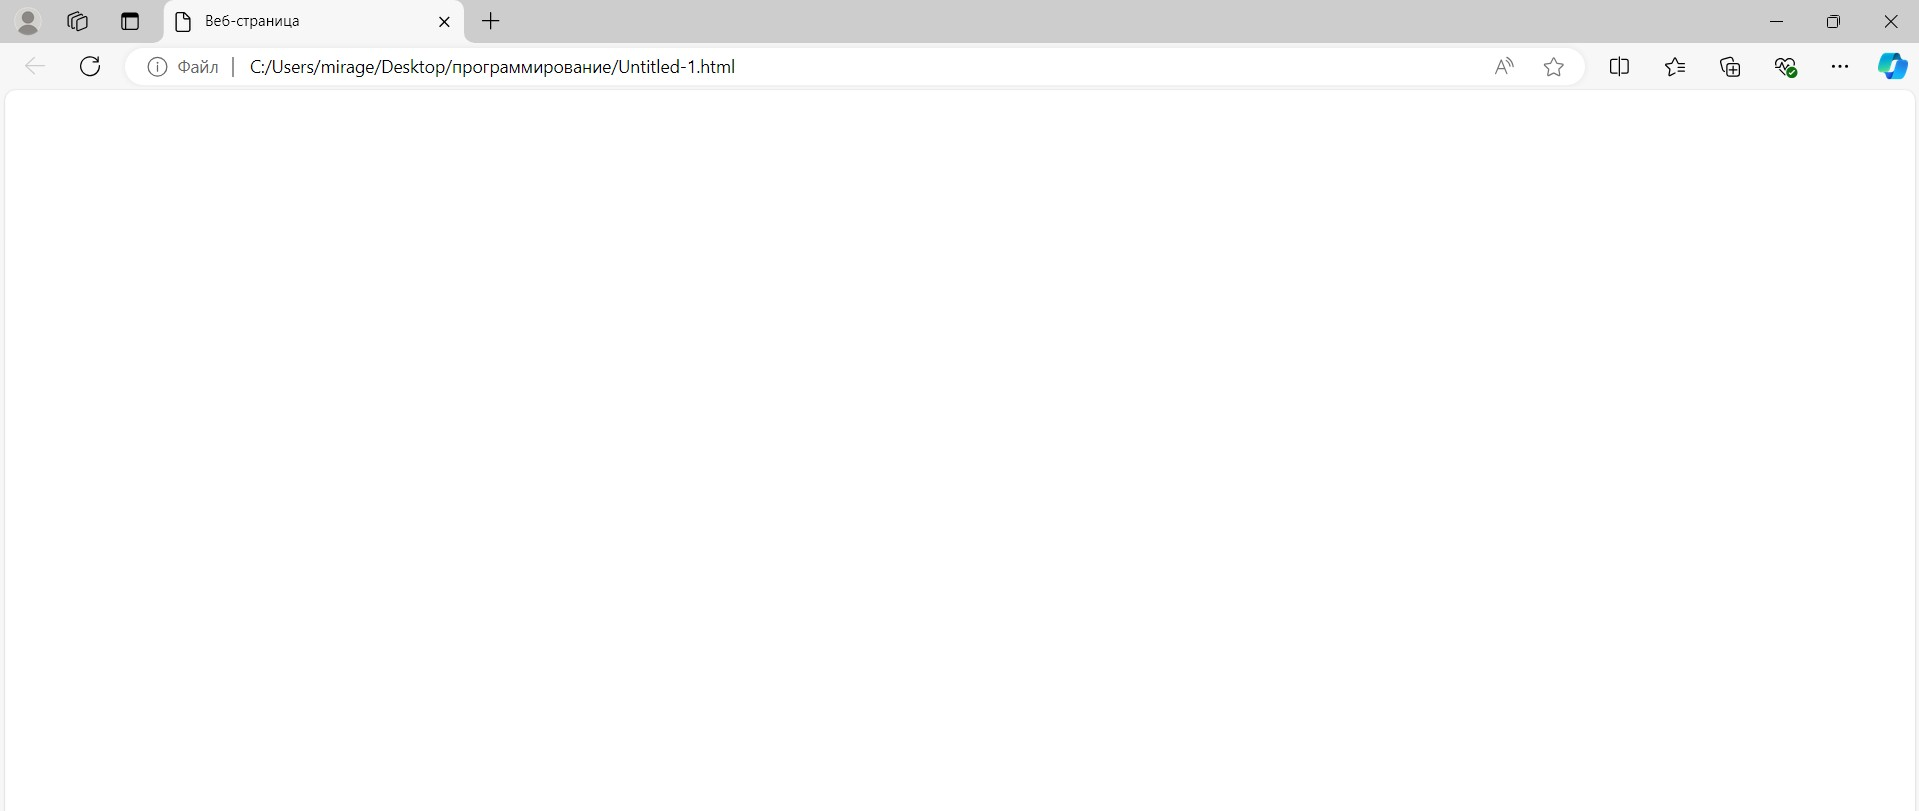 Веб-страница
Файл C:/Users/mirage/Desktop/программирование/Untitled-1.html